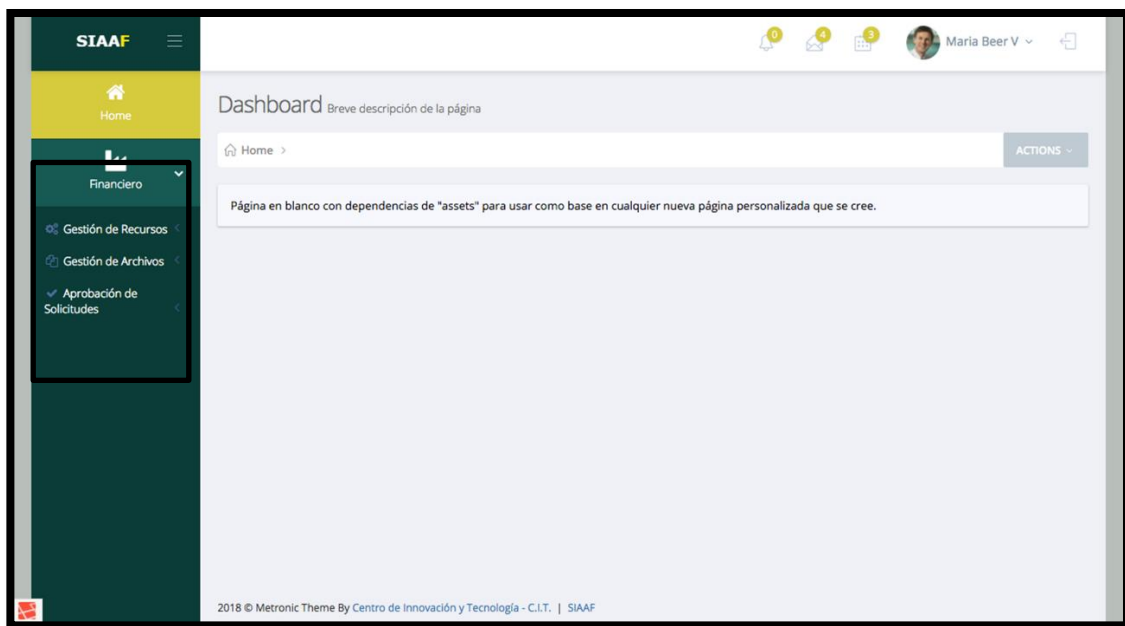 SIAAF
0
4
3
Maria Beer V
Home
Dashboard Breve descripción de la página
Home >
ACTIONS
Financiero
Página en blanco con dependencias de "assets" para usar como base en cualquier nueva página personalizada que se cree.
Gestión de Recursos
Gestión de Archivos
Aprobación de
Solicitudes
2018 © Metronic Theme By Centro de Innovación y Tecnología - C.I.T. | SIAAF